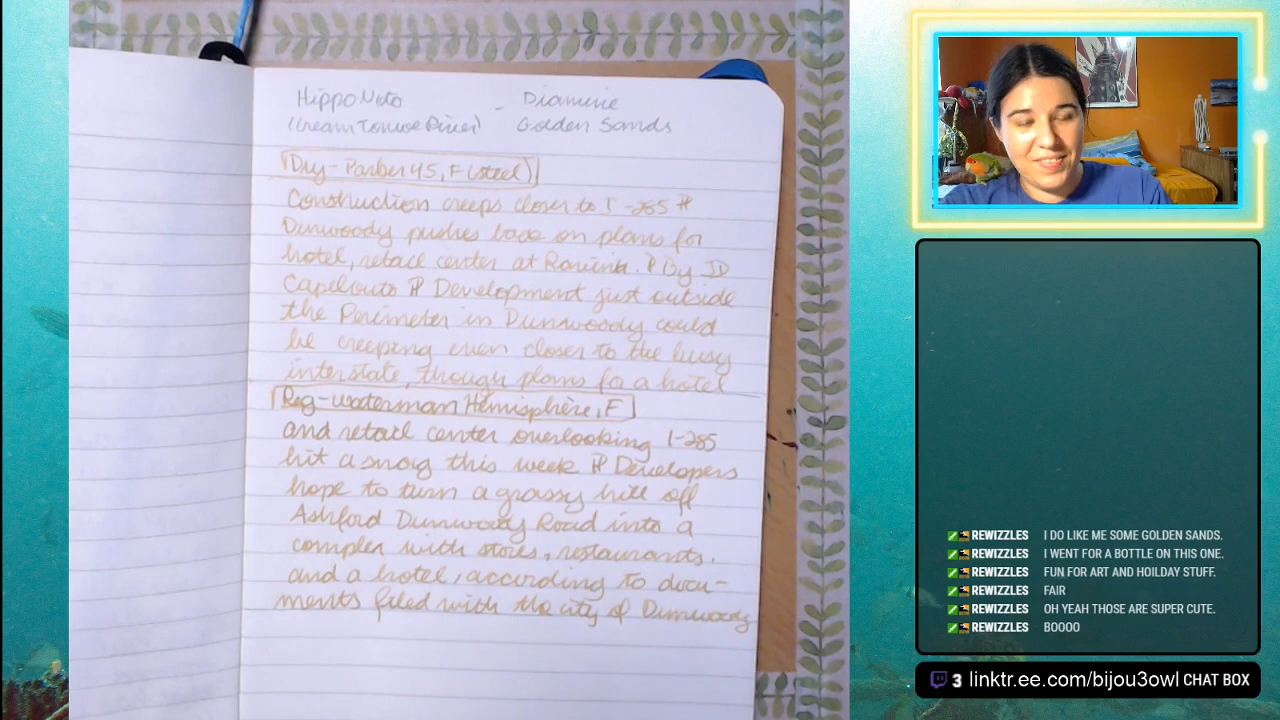 Hippo Noto
(Cream Tomoe River)
- Diamine
Golden Sands
Dry-Parker 45, F (steel)
Construction creeps closer to I-285 ¶
Dunwoody pushes back on plans for
hotel, retail center at Ravinia. ¶ By JD
Capelouto ¶ Development just outside
the Perimeter in Dunwoody could
be creeping even closer to the busy
interstate, though plans for a hotel
Reg-Waterman Hémisphère, F
and retail center overlooking I-285
hit a snag this week ¶ Developers
hope to turn a grassy hill off
Ashford Dunwoody Road into a
complex with stores, restaurants.
and a hotel, according to docu-
ments filed with the city of Dunwoody
REWIZZLES I DO LIKE ME SOME GOLDEN SANDS.
REWIZZLES I WENT FOR A BOTTLE ON THIS ONE.
REWIZZLES FUN FOR ART AND HOILDAY STUFF.
REWIZZLES FAIR
REWIZZLES OH YEAH THOSE ARE SUPER CUTE.
REWIZZLES BOOOO
3 linktr.ee.com/bijou3owl CHAT BOX